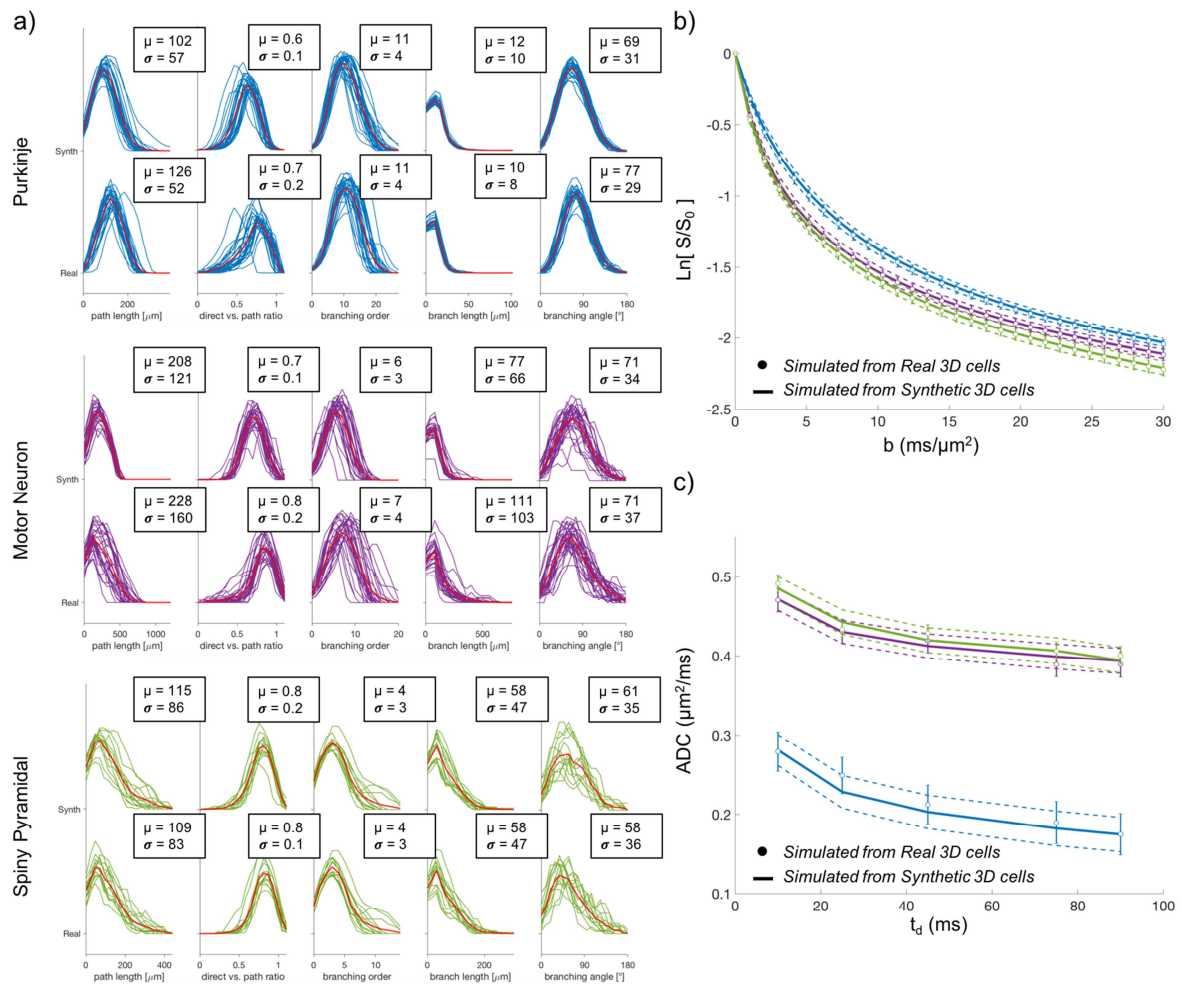 a)
Purkinje
μ = 102
σ = 57
μ = 0.6
σ = 0.1
μ = 11
σ = 4
μ = 12
σ = 10
μ = 69
σ = 31
Synth
μ = 126
σ = 52
μ = 0.7
σ = 0.2
μ = 11
σ = 4
μ = 10
σ = 8
μ = 77
σ = 29
Real
0 200
0 0.5 1
0 10 20
0 50 100
0 90 180
path length [μm]
direct vs. path ratio
branching order
branch length [μm]
branching angle [°]
Motor Neuron
μ = 208
σ = 121
μ = 0.7
σ = 0.1
μ = 6
σ = 3
μ = 77
σ = 66
μ = 71
σ = 34
Synth
μ = 228
σ = 160
μ = 0.8
σ = 0.2
μ = 7
σ = 4
μ = 111
σ = 103
μ = 71
σ = 37
Real
0 500 1000
0 0.5 1
0 10 20
0 500
0 90 180
path length [μm]
direct vs. path ratio
branching order
branch length [μm]
branching angle [°]
Spiny Pyramidal
μ = 115
σ = 86
μ = 0.8
σ = 0.2
μ = 4
σ = 3
μ = 58
σ = 47
μ = 61
σ = 35
Synth
μ = 109
σ = 83
μ = 0.8
σ = 0.1
μ = 4
σ = 3
μ = 58
σ = 47
μ = 58
σ = 36
Real
0 200 400
0 0.5 1
0 3 10
0 200
0 90 180
path length [μm]
direct vs. path ratio
branching order
branch length [μm]
branching angle [°]
b)
0
-0.5
-1
-1.5
-2
-2.5
Ln[ S/S₀ ]
Simulated from Real 3D cells
Simulated from Synthetic 3D cells
0 5 10 15 20 25 30
b (ms/μm²)
c)
0.5
0.4
0.3
0.2
0.1
ADC (μm²/ms)
Simulated from Real 3D cells
Simulated from Synthetic 3D cells
0 20 40 60 80 100
t_d (ms)